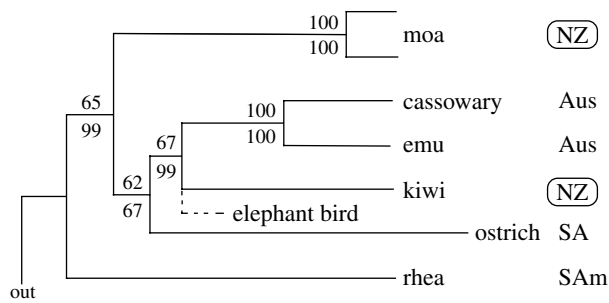 100
100
moa NZ
65
99
100
100
cassowary Aus
emu Aus
67
99
62
67
kiwi NZ
elephant bird
ostrich SA
out
rhea SAm